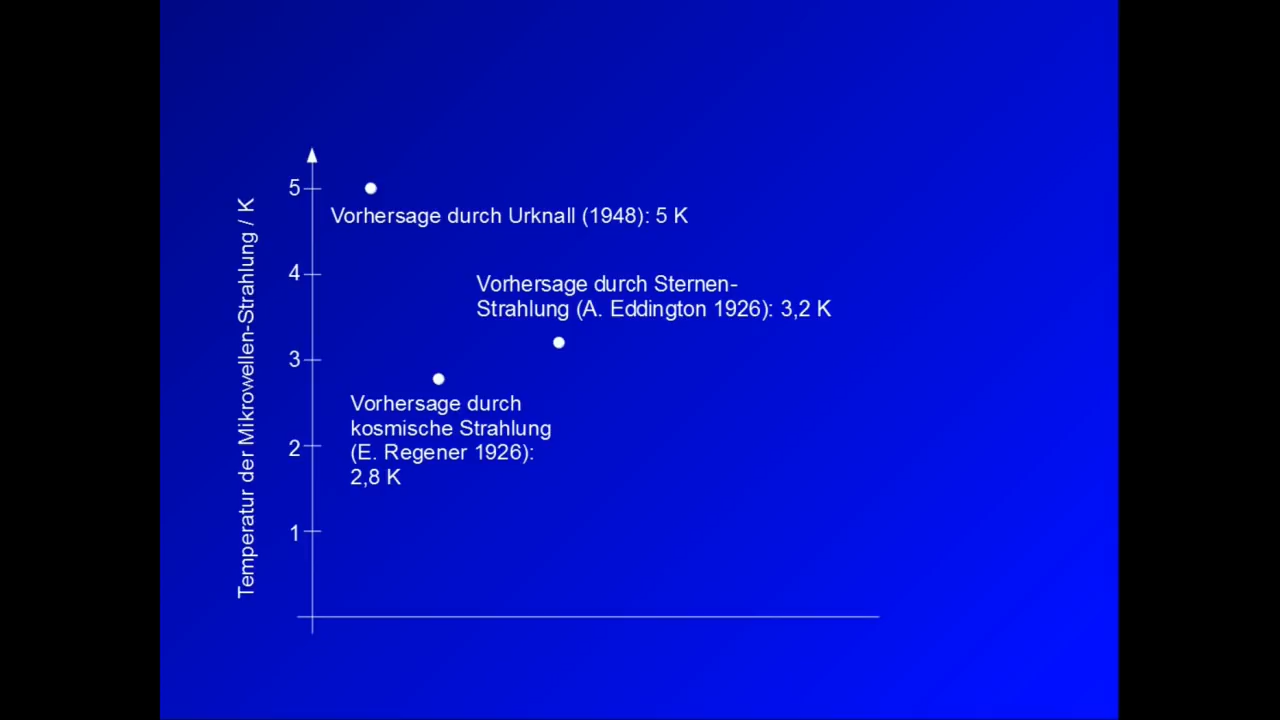 Temperatur der Mikrowellen-Strahlung / K
5
Vorhersage durch Urknall (1948): 5 K
4
Vorhersage durch Sternen-
Strahlung (A. Eddington 1926): 3,2 K
3
Vorhersage durch
kosmische Strahlung
(E. Regener 1926):
2,8 K
2
1